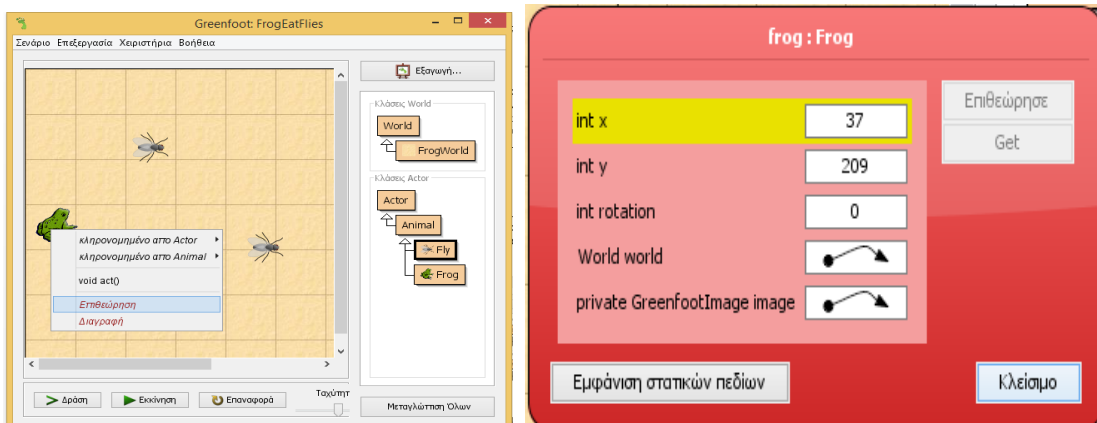 Greenfoot: FrogEatFlies
Σενάριο Επεξεργασία Χειριστήρια Βοήθεια
κληρονομημένο απο Actor
κληρονομημένο απο Animal
void act()
Επιθεώρηση
Διαγραφή
Εξαγωγή...
Κλάσεις World
World
FrogWorld
Κλάσεις Actor
Actor
Animal
Fly
Frog
Δράση Εκκίνηση Επαναφορά Ταχύτητ
Μεταγλώττιση Όλων
frog : Frog
int x 37
int y 209
int rotation 0
World world
private GreenfootImage image
Επιθεώρησε
Get
Εμφάνιση στατικών πεδίων
Κλείσιμο